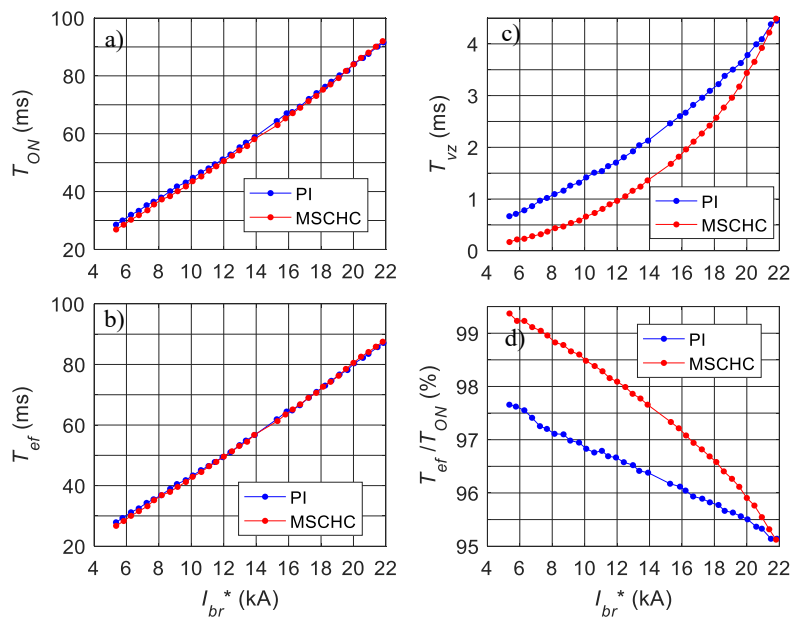 a)
100
80
60
40
20
T_ON (ms)
PI
MSCHC
4 6 8 10 12 14 16 18 20 22
c)
4
3
2
1
0
T_vz (ms)
PI
MSCHC
4 6 8 10 12 14 16 18 20 22
b)
100
80
60
40
20
T_ef (ms)
PI
MSCHC
4 6 8 10 12 14 16 18 20 22
I_br* (kA)
d)
99
98
97
96
95
T_ef/T_ON (%)
PI
MSCHC
4 6 8 10 12 14 16 18 20 22
I_br* (kA)